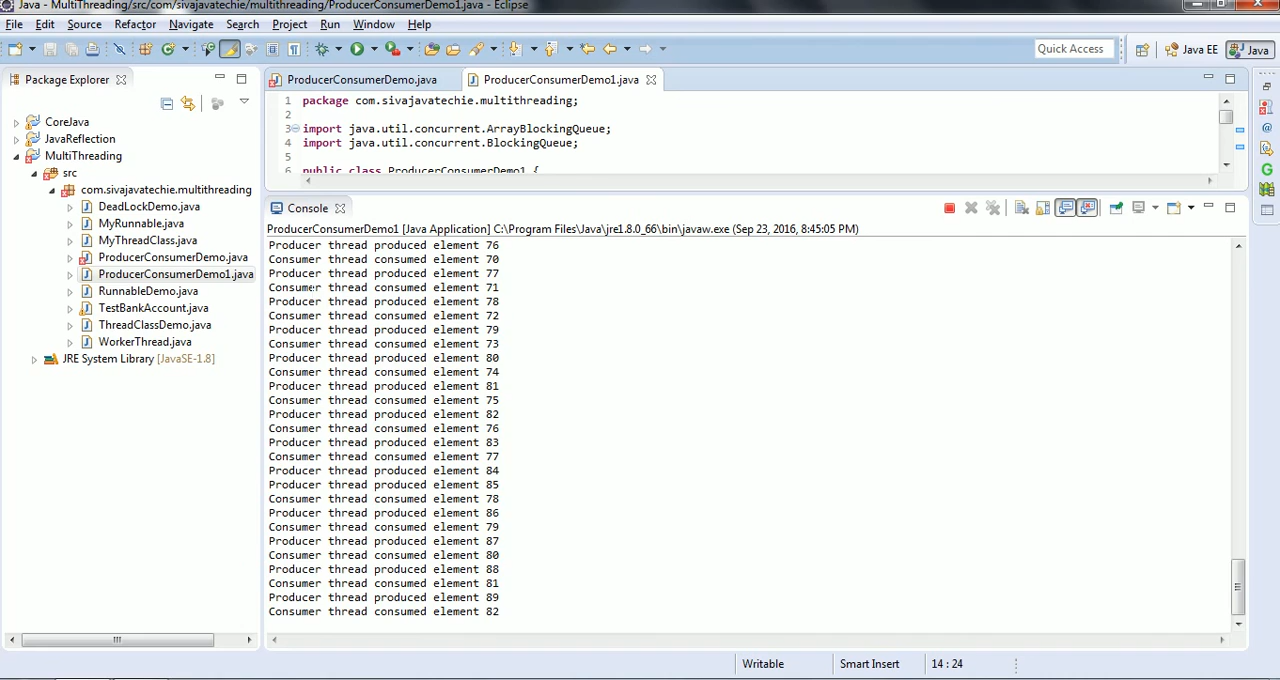 Java - MultiThreading/src/com/sivajavatechie/multithreading/ProducerConsumerDemo1.java - Eclipse
File Edit Source Refactor Navigate Search Project Run Window Help
Quick Access Java EE Java
Package Explorer
ProducerConsumerDemo.java ProducerConsumerDemo1.java
CoreJava
JavaReflection
MultiThreading
src
com.sivajavatechie.multithreading
DeadLockDemo.java
MyRunnable.java
MyThreadClass.java
ProducerConsumerDemo.java
ProducerConsumerDemo1.java
RunnableDemo.java
TestBankAccount.java
ThreadClassDemo.java
WorkerThread.java
JRE System Library [JavaSE-1.8]
1 package com.sivajavatechie.multithreading;
2
3 import java.util.concurrent.ArrayBlockingQueue;
4 import java.util.concurrent.BlockingQueue;
5
6 public class ProducerConsumerDemo1 {
Console
ProducerConsumerDemo1 [Java Application] C:\Program Files\Java\jre1.8.0_66\bin\javaw.exe (Sep 23, 2016, 8:45:05 PM)
Producer thread produced element 76
Consumer thread consumed element 70
Producer thread produced element 77
Consumer thread consumed element 71
Producer thread produced element 78
Consumer thread consumed element 72
Producer thread produced element 79
Consumer thread consumed element 73
Producer thread produced element 80
Consumer thread consumed element 74
Producer thread produced element 81
Consumer thread consumed element 75
Producer thread produced element 82
Consumer thread consumed element 76
Producer thread produced element 83
Consumer thread consumed element 77
Producer thread produced element 84
Producer thread produced element 85
Consumer thread consumed element 78
Producer thread produced element 86
Consumer thread consumed element 79
Producer thread produced element 87
Consumer thread consumed element 80
Producer thread produced element 88
Consumer thread consumed element 81
Producer thread produced element 89
Consumer thread consumed element 82
Writable Smart Insert 14 : 24